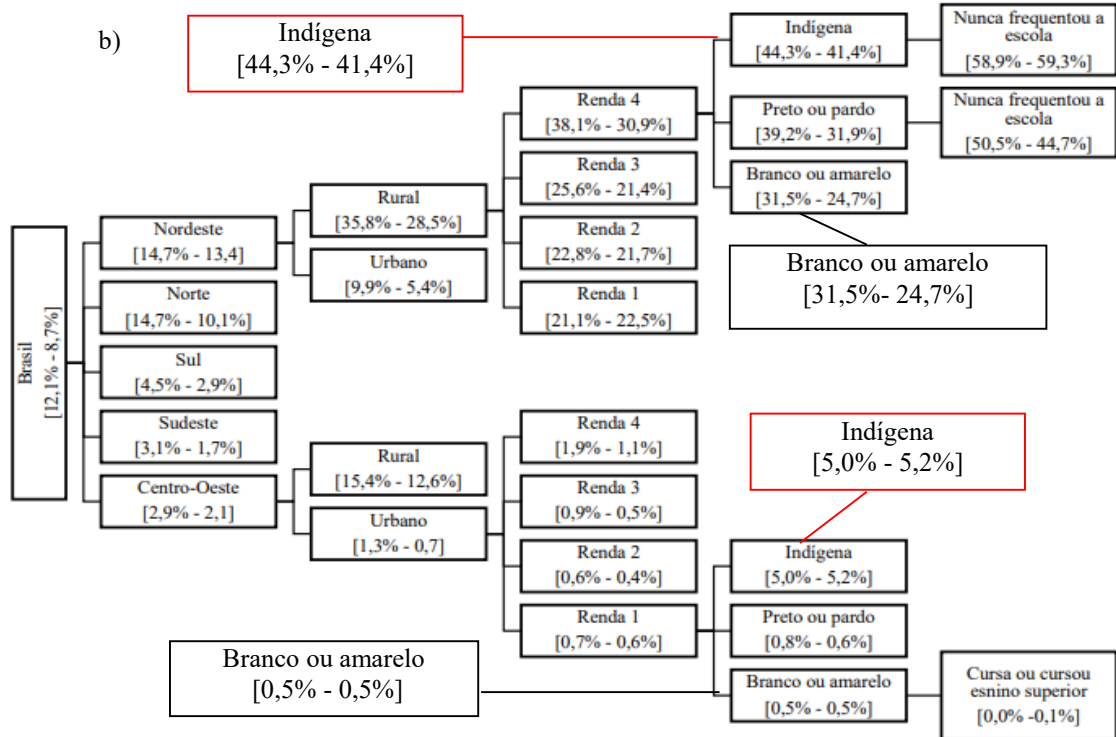 b)
Indígena
[44,3% - 41,4%]
Brasil
[12,1% - 8,7%]
Nordeste
[14,7% - 13,4]
Norte
[14,7% - 10,1%]
Sul
[4,5% - 2,9%]
Sudeste
[3,1% - 1,7%]
Centro-Oeste
[2,9% - 2,1]
Rural
[35,8% - 28,5%]
Urbano
[9,9% - 5,4%]
Renda 4
[38,1% - 30,9%]
Renda 3
[25,6% - 21,4%]
Renda 2
[22,8% - 21,7%]
Renda 1
[21,1% - 22,5%]
Indígena
[44,3% - 41,4%]
Preto ou pardo
[39,2% - 31,9%]
Branco ou amarelo
[31,5% - 24,7%]
Nunca frequentou a
escola
[58,9% - 59,3%]
Nunca frequentou a
escola
[50,5% - 44,7%]
Branco ou amarelo
[31,5%- 24,7%]
Rural
[15,4% - 12,6%]
Urbano
[1,3% - 0,7]
Renda 4
[1,9% - 1,1%]
Renda 3
[0,9% - 0,5%]
Renda 2
[0,6% - 0,4%]
Renda 1
[0,7% - 0,6%]
Indígena
[5,0% - 5,2%]
Indígena
[5,0% - 5,2%]
Preto ou pardo
[0,8% - 0,6%]
Branco ou amarelo
[0,5% - 0,5%]
Branco ou amarelo
[0,5% - 0,5%]
Cursa ou cursou
esnino superior
[0,0% -0,1%]